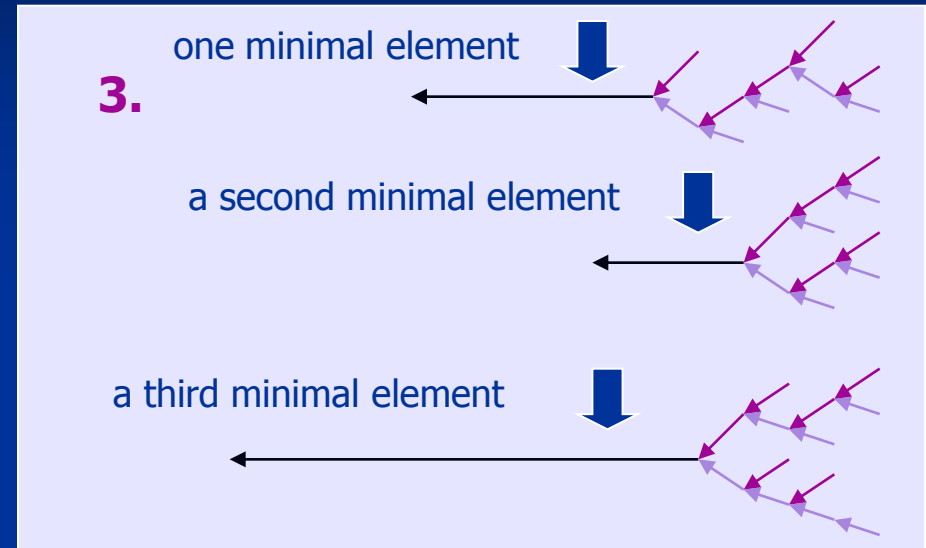 one minimal element
3.
a second minimal element
a third minimal element